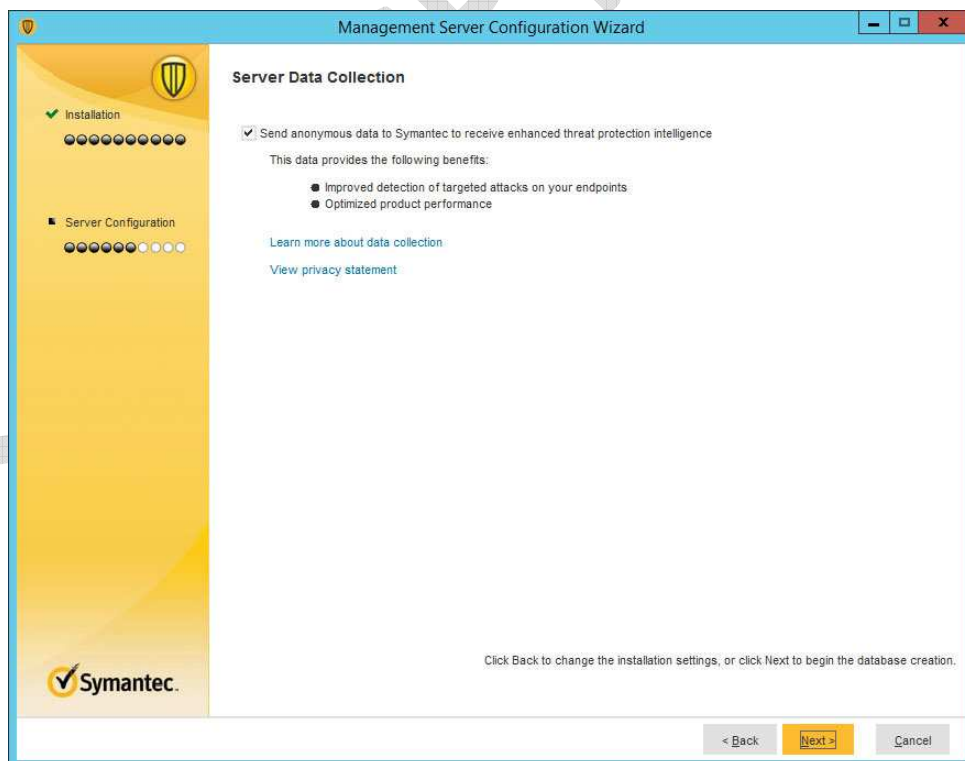 Management Server Configuration Wizard
Installation
Server Configuration
Symantec.
Server Data Collection
Send anonymous data to Symantec to receive enhanced threat protection intelligence
This data provides the following benefits:
Improved detection of targeted attacks on your endpoints
Optimized product performance
Learn more about data collection
View privacy statement
Click Back to change the installation settings, or click Next to begin the database creation.
< Back
Next >
Cancel